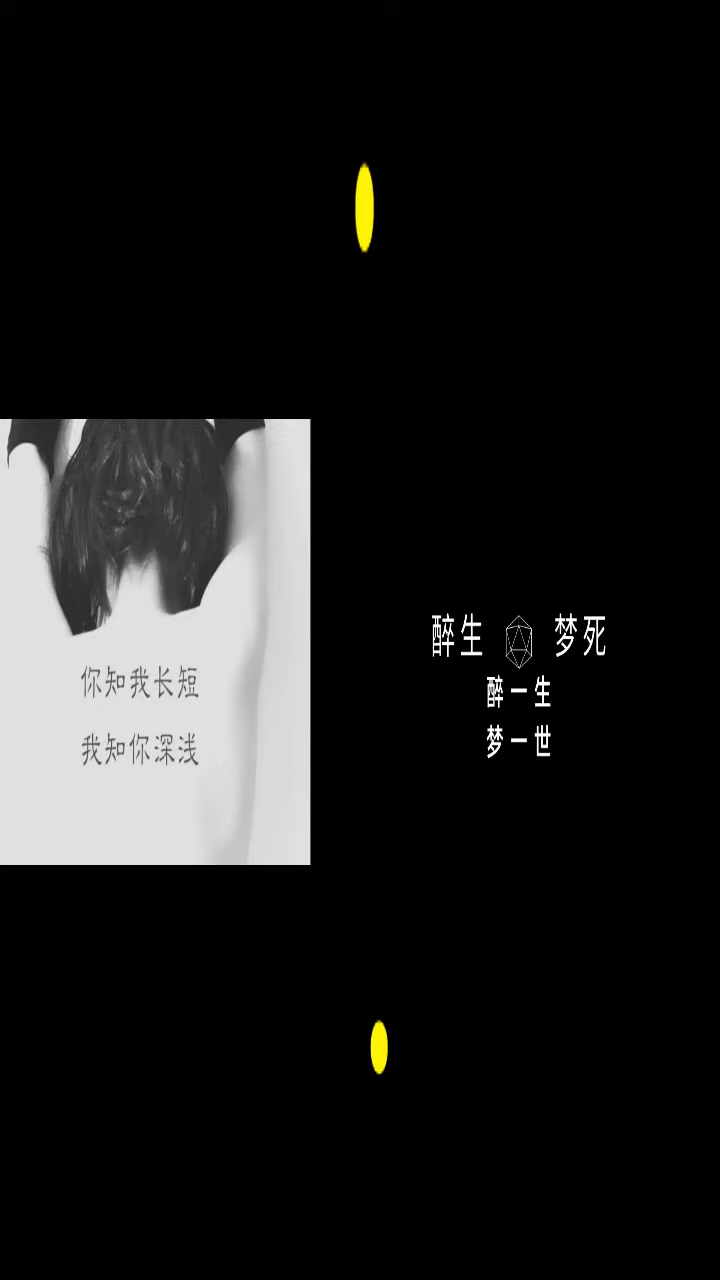 你知我长短
我知你深浅
醉生 梦死
醉一生
梦一世